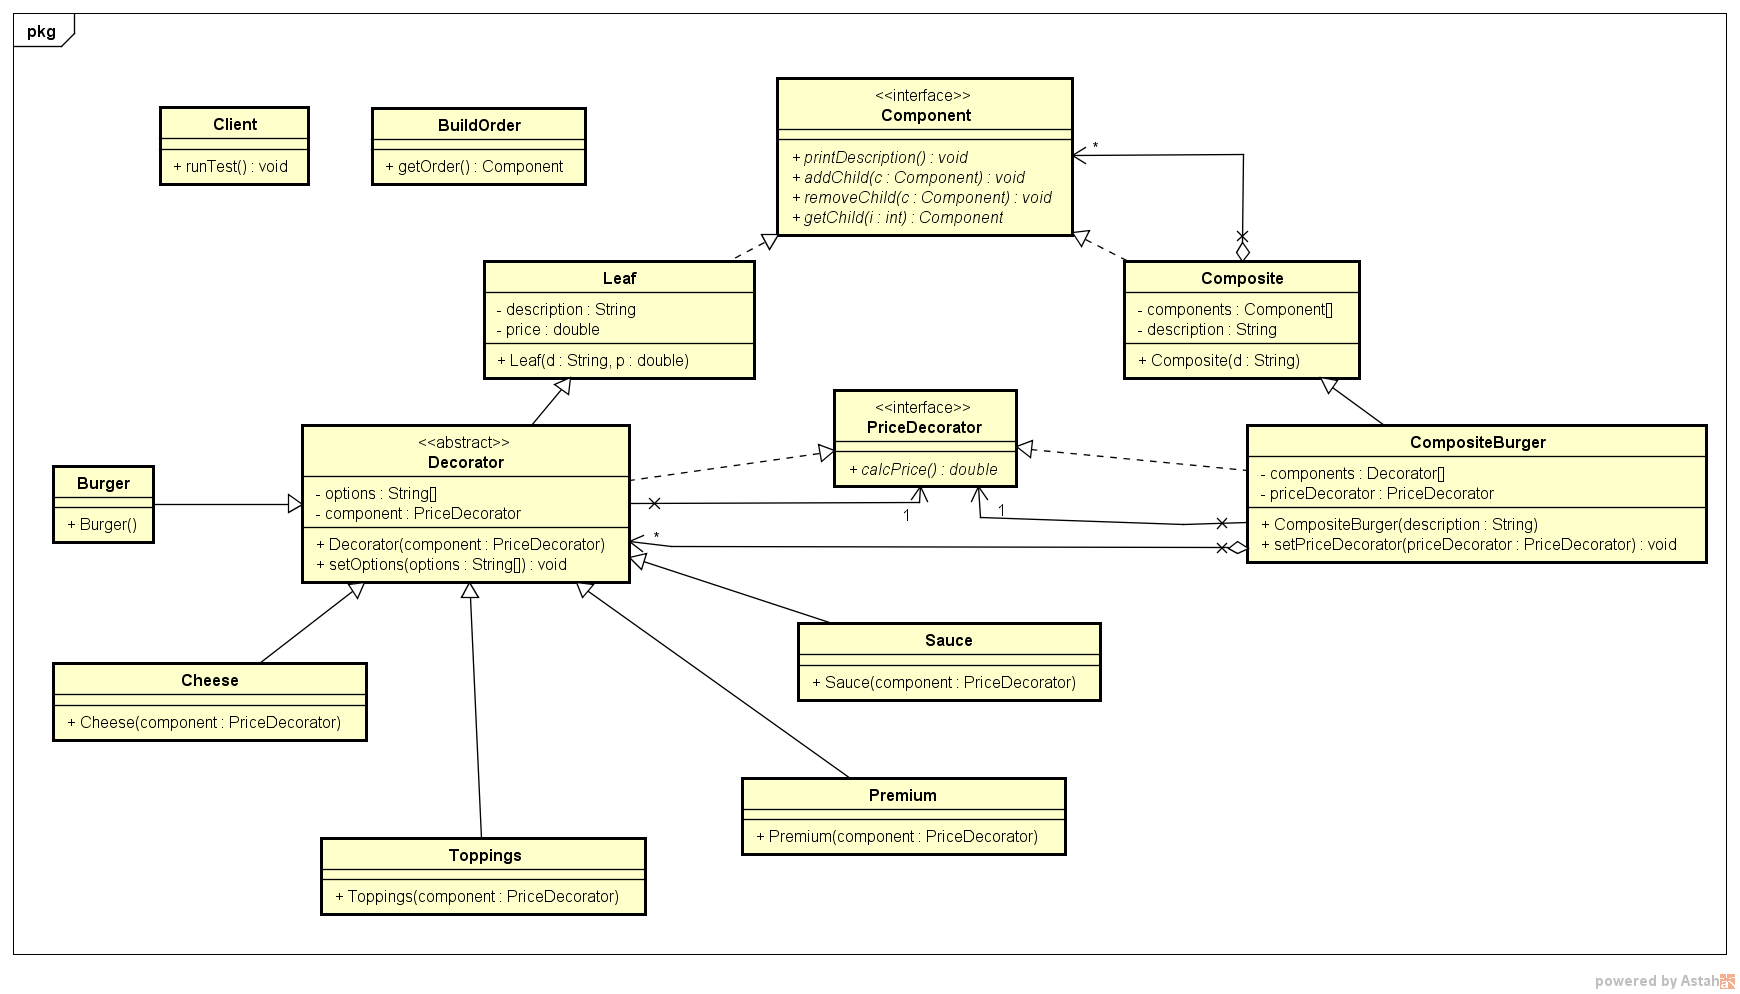 pkg
Client
+ runTest() : void
BuildOrder
+ getOrder() : Component
<<interface>>
Component
+ printDescription() : void
+ addChild(c : Component) : void
+ removeChild(c : Component) : void
+ getChild(i : int) : Component
*
Leaf
- description : String
- price : double
+ Leaf(d : String, p : double)
Composite
- components : Component[]
- description : String
+ Composite(d : String)
<<interface>>
PriceDecorator
+ calcPrice() : double
<<abstract>>
Decorator
- options : String[]
- component : PriceDecorator
+ Decorator(component : PriceDecorator)
+ setOptions(options : String[]) : void
CompositeBurger
- components : Decorator[]
- priceDecorator : PriceDecorator
+ CompositeBurger(description : String)
+ setPriceDecorator(priceDecorator : PriceDecorator) : void
Burger
+ Burger()
1
1
*
Sauce
+ Sauce(component : PriceDecorator)
Cheese
+ Cheese(component : PriceDecorator)
Premium
+ Premium(component : PriceDecorator)
Toppings
+ Toppings(component : PriceDecorator)
powered by Astah